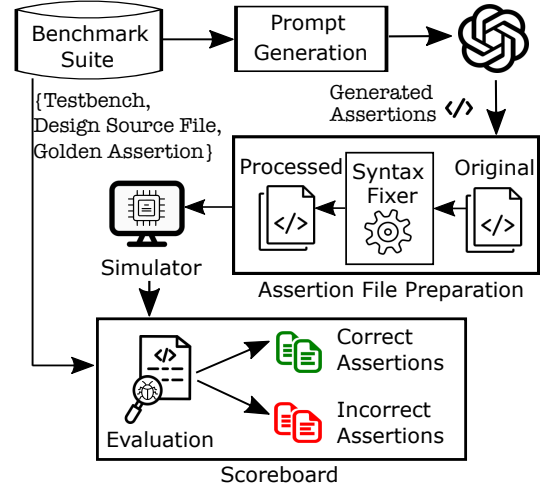 Benchmark
Suite
Prompt
Generation
{Testbench,
Design Source File,
Golden Assertion}
Generated
Assertions </>
Processed
Syntax
Fixer
Original
</>
</>
Simulator
Assertion File Preparation
</>
Correct
Assertions
Evaluation
Incorrect
Assertions
Scoreboard